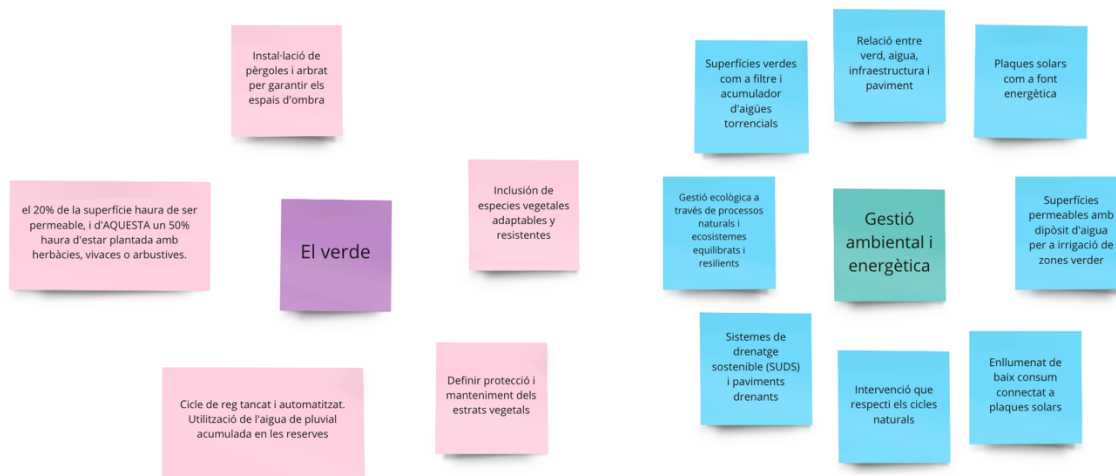 Instal·lació de
pèrgoles i arbrat
per garantir els
espais d'ombra
el 20% de la superfície haura de ser
permeable, i d'AQUESTA un 50%
haura d'estar plantada amb
herbàcies, vivaces o arbustives.
El verde
Inclusión de
especies vegetales
adaptables y
resistentes
Cicle de reg tancat i automatitzat.
Utilització de l'aigua de pluvial
acumulada en les reserves
Definir protecció i
manteniment dels
estrats vegetals
Superfícies verdes
com a filtre i
acumulador
d'aigües
torrencials
Relació entre
verd, aigua,
infraestructura i
paviment
Plaques solars
com a font
energètica
Gestió ecològica a
través de processos
naturals i
ecosistemes
equilibrats i
resilients
Gestió
ambiental i
energètica
Superfícies
permeables amb
dipòsit d'aigua
per a irrigació de
zones verder
Sistemes de
drenatge
sostenible (SUDS)
i paviments
drenants
Intervenció que
respecti els cicles
naturals
Enllumenat de
baix consum
connectat a
plaques solars